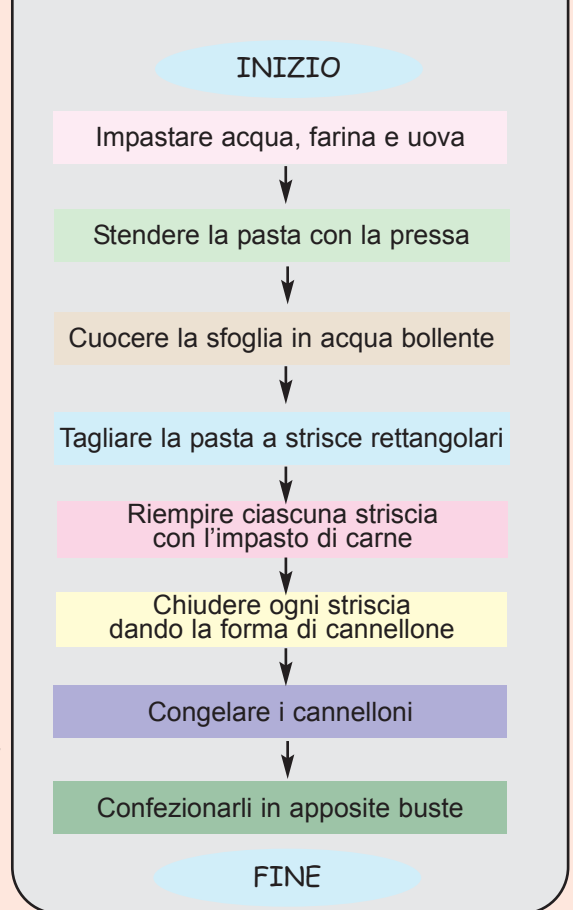 INIZIO
Impastare acqua, farina e uova
Stendere la pasta con la pressa
Cuocere la sfoglia in acqua bollente
Tagliare la pasta a strisce rettangolari
Riempire ciascuna striscia
con l'impasto di carne
Chiudere ogni striscia
dando la forma di cannellone
Congelare i cannelloni
Confezionarli in apposite buste
FINE